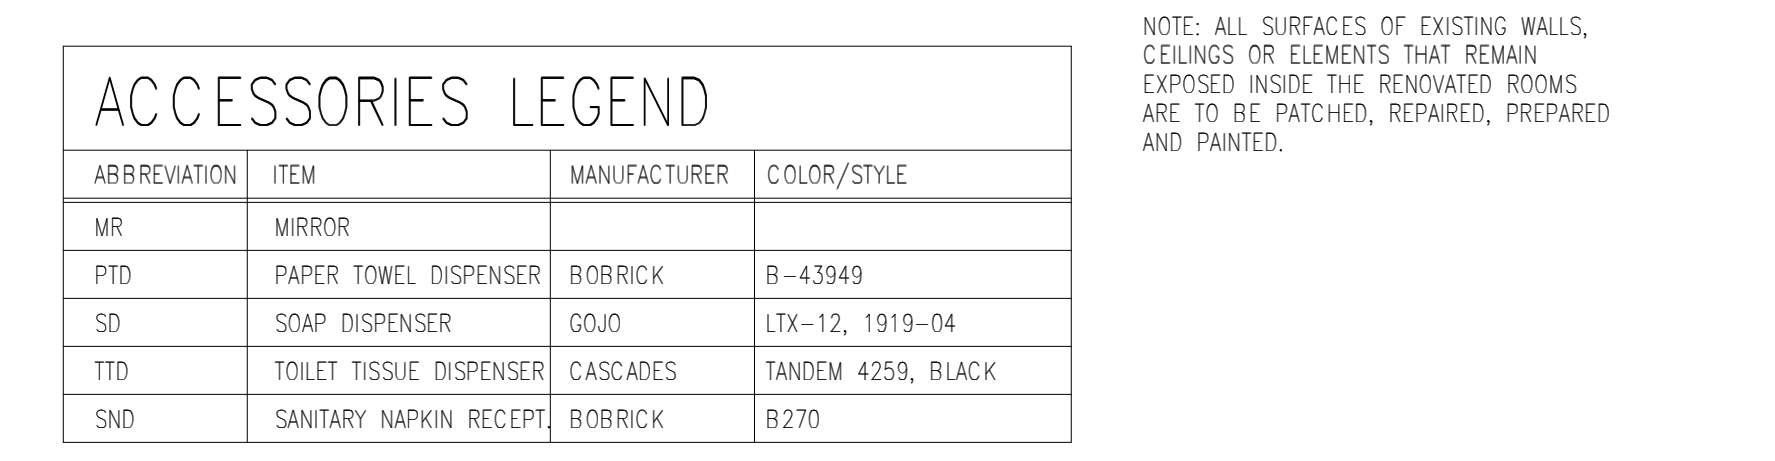 ACCESSORIES LEGEND
ABBREVIATION ITEM MANUFACTURER COLOR/STYLE
MR MIRROR
PTD PAPER TOWEL DISPENSER BOBRICK B-43949
SD SOAP DISPENSER GOJO LTX-12, 1919-04
TTD TOILET TISSUE DISPENSER CASCADES TANDEM 4259, BLACK
SND SANITARY NAPKIN RECEPT. BOBRICK B270
NOTE: ALL SURFACES OF EXISTING WALLS,
CEILINGS OR ELEMENTS THAT REMAIN
EXPOSED INSIDE THE RENOVATED ROOMS
ARE TO BE PATCHED, REPAIRED, PREPARED
AND PAINTED.